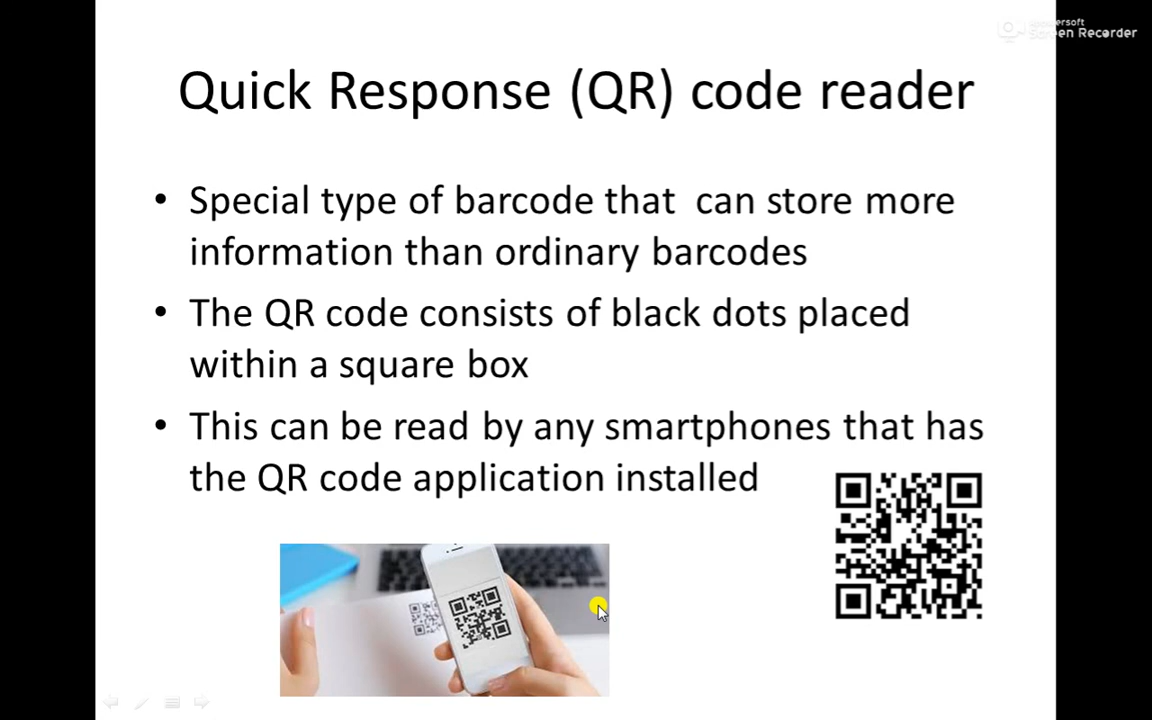 Screen Recorder
Quick Response (QR) code reader
• Special type of barcode that can store more
information than ordinary barcodes
• The QR code consists of black dots placed
within a square box
• This can be read by any smartphones that has
the QR code application installed